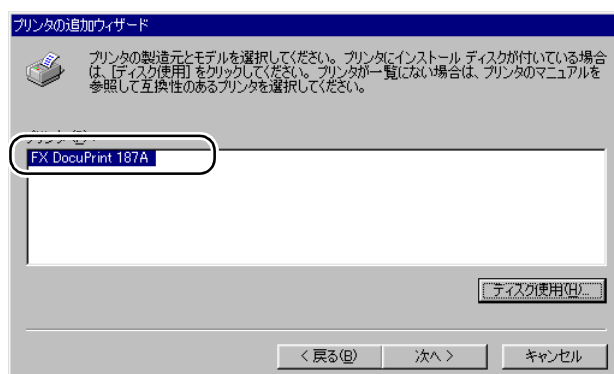 プリンタの追加ウィザード
プリンタの製造元とモデルを選択してください。プリンタにインストール ディスクが付いている場合
は、[ディスク使用] をクリックしてください。プリンタが一覧にない場合は、プリンタのマニュアルを
参照して互換性のあるプリンタを選択してください。
FX DocuPrint 187A
ディスク使用(H)...
< 戻る(B)
次へ >
キャンセル